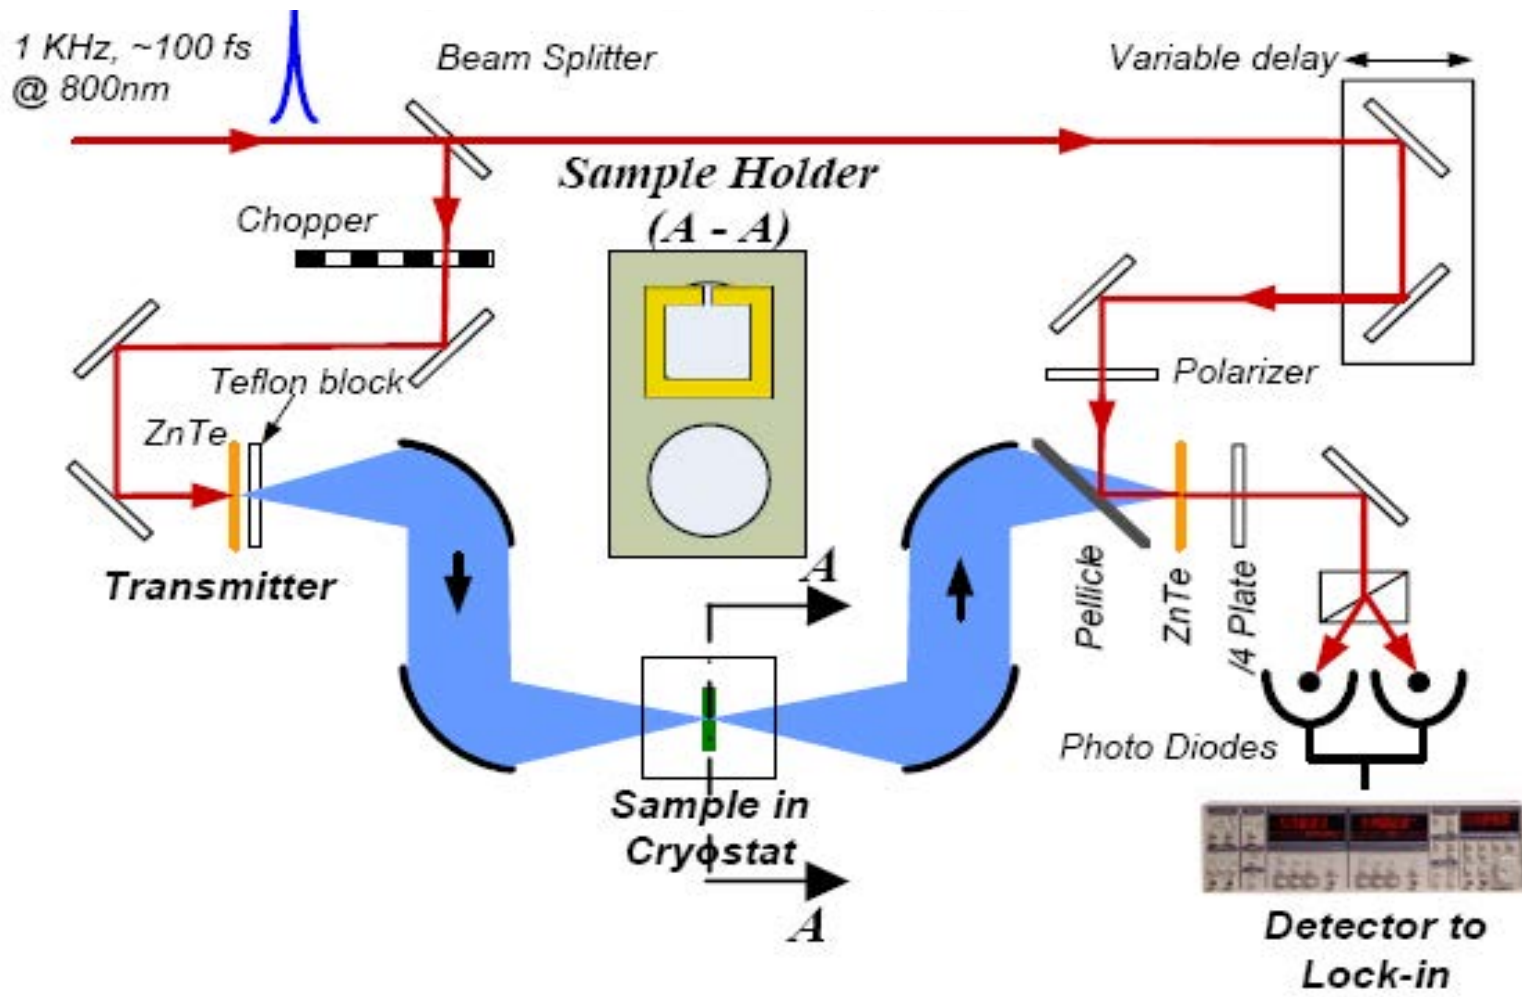 1 KHz, ~100 fs
@ 800nm
Beam Splitter
Variable delay
Sample Holder
(A - A)
Chopper
Polarizer
Teflon block
ZnTe
Transmitter
A
Pellicle
ZnTe
/4 Plate
Photo Diodes
Sample in
Cryostat
A
Detector to
Lock-in